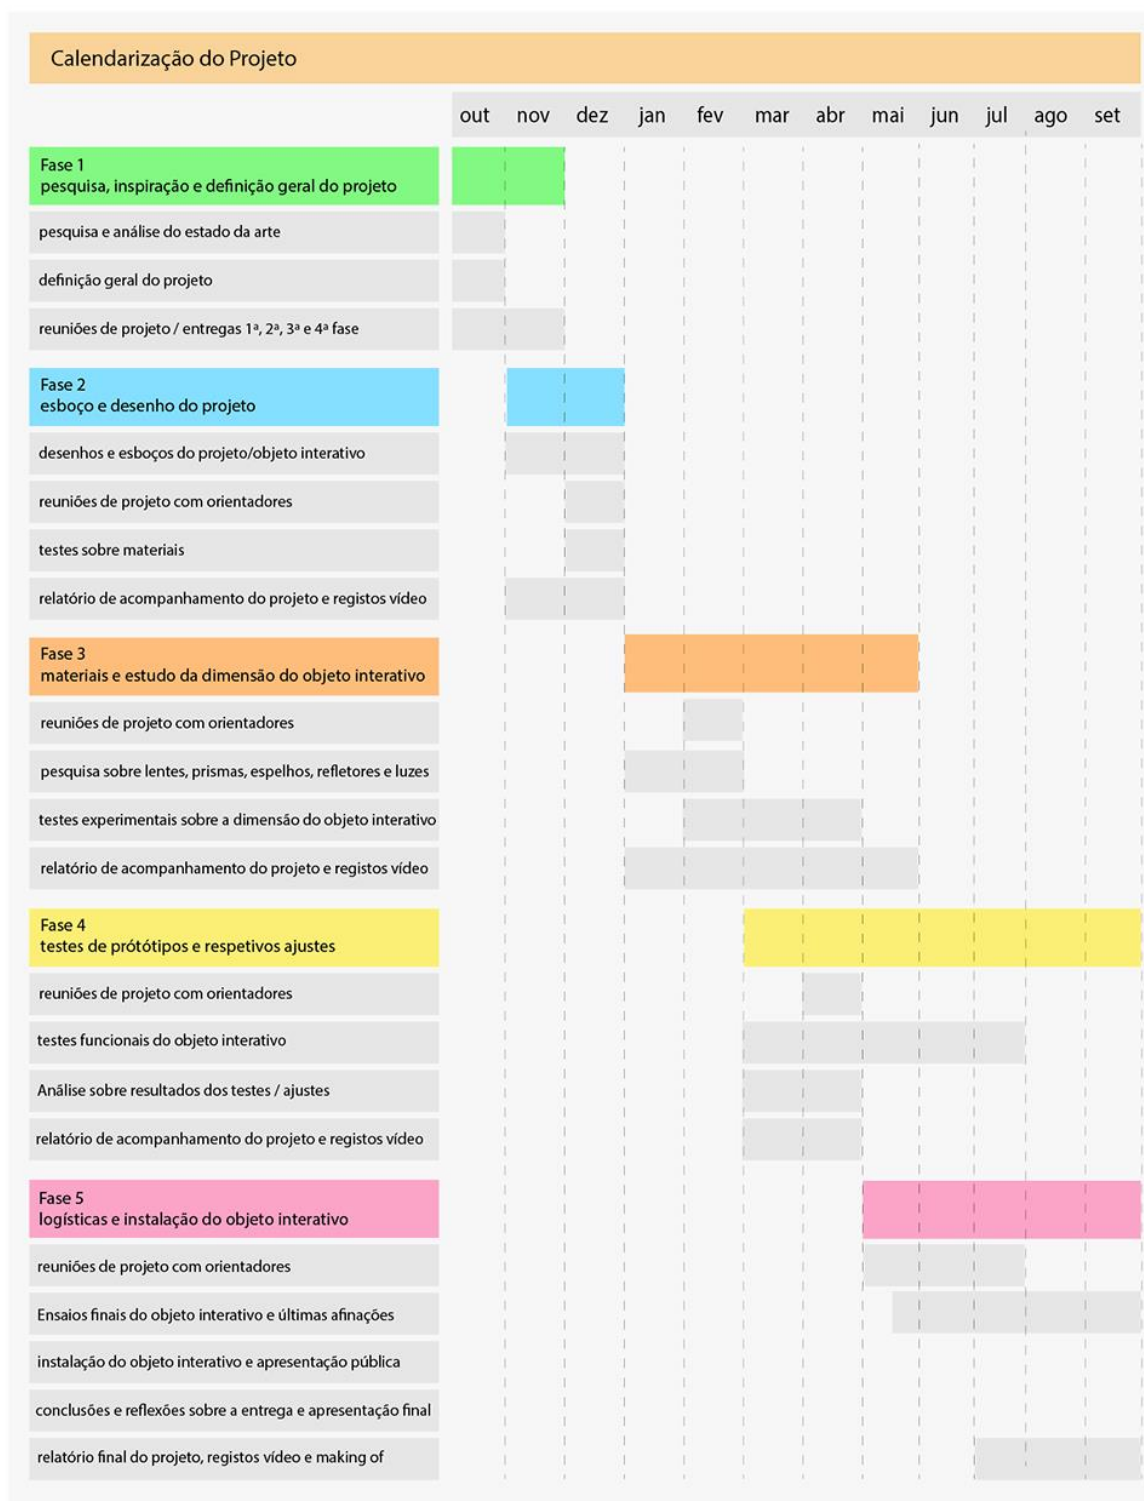 Calendarização do Projeto
out nov dez jan fev mar abr mai jun jul ago set
Fase 1
pesquisa, inspiração e definição geral do projeto
pesquisa e análise do estado da arte
definição geral do projeto
reuniões de projeto / entregas 1ª, 2ª, 3ª e 4ª fase
Fase 2
esboço e desenho do projeto
desenhos e esboços do projeto/objeto interativo
reuniões de projeto com orientadores
testes sobre materiais
relatório de acompanhamento do projeto e registos vídeo
Fase 3
materiais e estudo da dimensão do objeto interativo
reuniões de projeto com orientadores
pesquisa sobre lentes, prismas, espelhos, refletores e luzes
testes experimentais sobre a dimensão do objeto interativo
relatório de acompanhamento do projeto e registos vídeo
Fase 4
testes de prótótipos e respetivos ajustes
reuniões de projeto com orientadores
testes funcionais do objeto interativo
Análise sobre resultados dos testes / ajustes
relatório de acompanhamento do projeto e registos vídeo
Fase 5
logísticas e instalação do objeto interativo
reuniões de projeto com orientadores
Ensaios finais do objeto interativo e últimas afinações
instalação do objeto interativo e apresentação pública
conclusões e reflexões sobre a entrega e apresentação final
relatório final do projeto, registos vídeo e making of